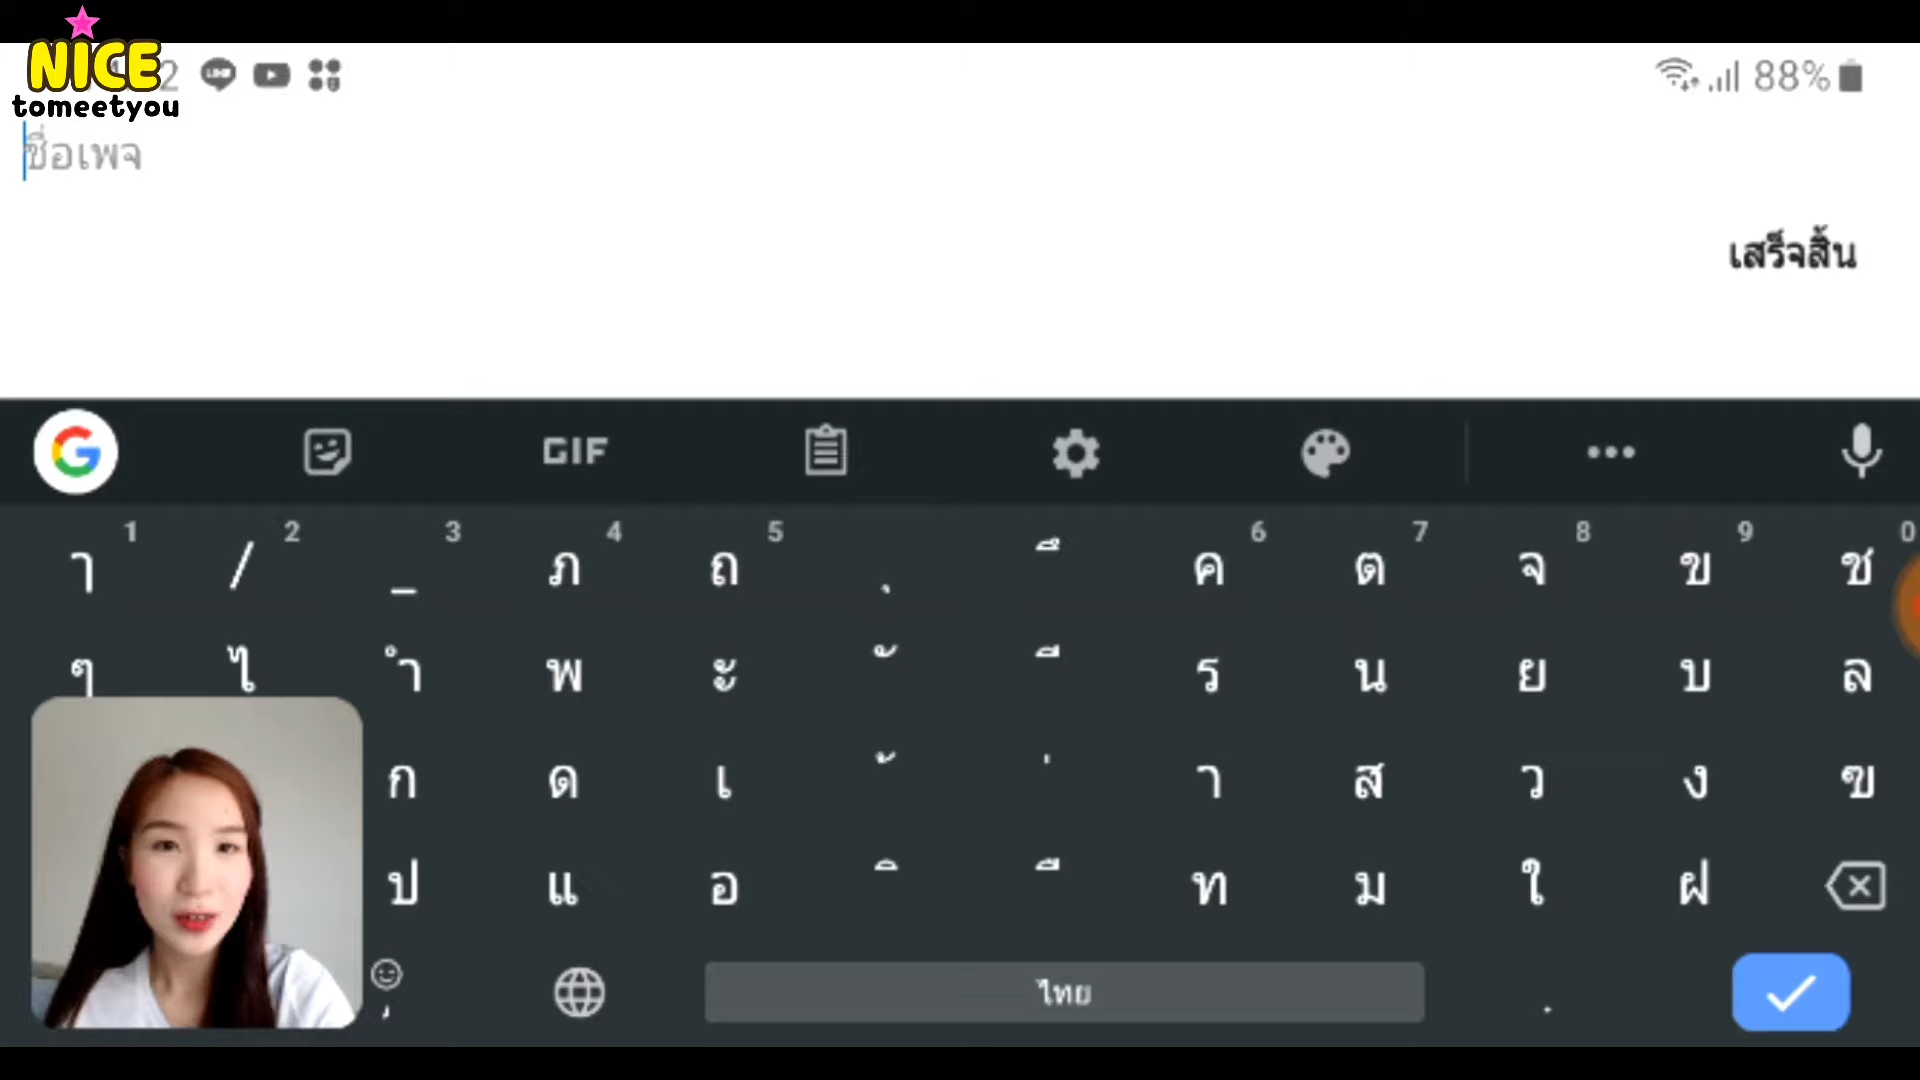 NICE
tomeetyou
2
88%
ชื่อเพจ
เสร็จสิ้น
G GIF
1 2 3 4 5 6 7 8 9 0
ๅ / _ ภ ถ ุ ึ ค ต จ ข ช
ๆ ไ ำ พ ะ ั ี ร น ย บ ล
ก ด เ ้ ่ า ส ว ง ฃ
ป แ อ ิ ื ท ม ใ ฝ
, ไทย .